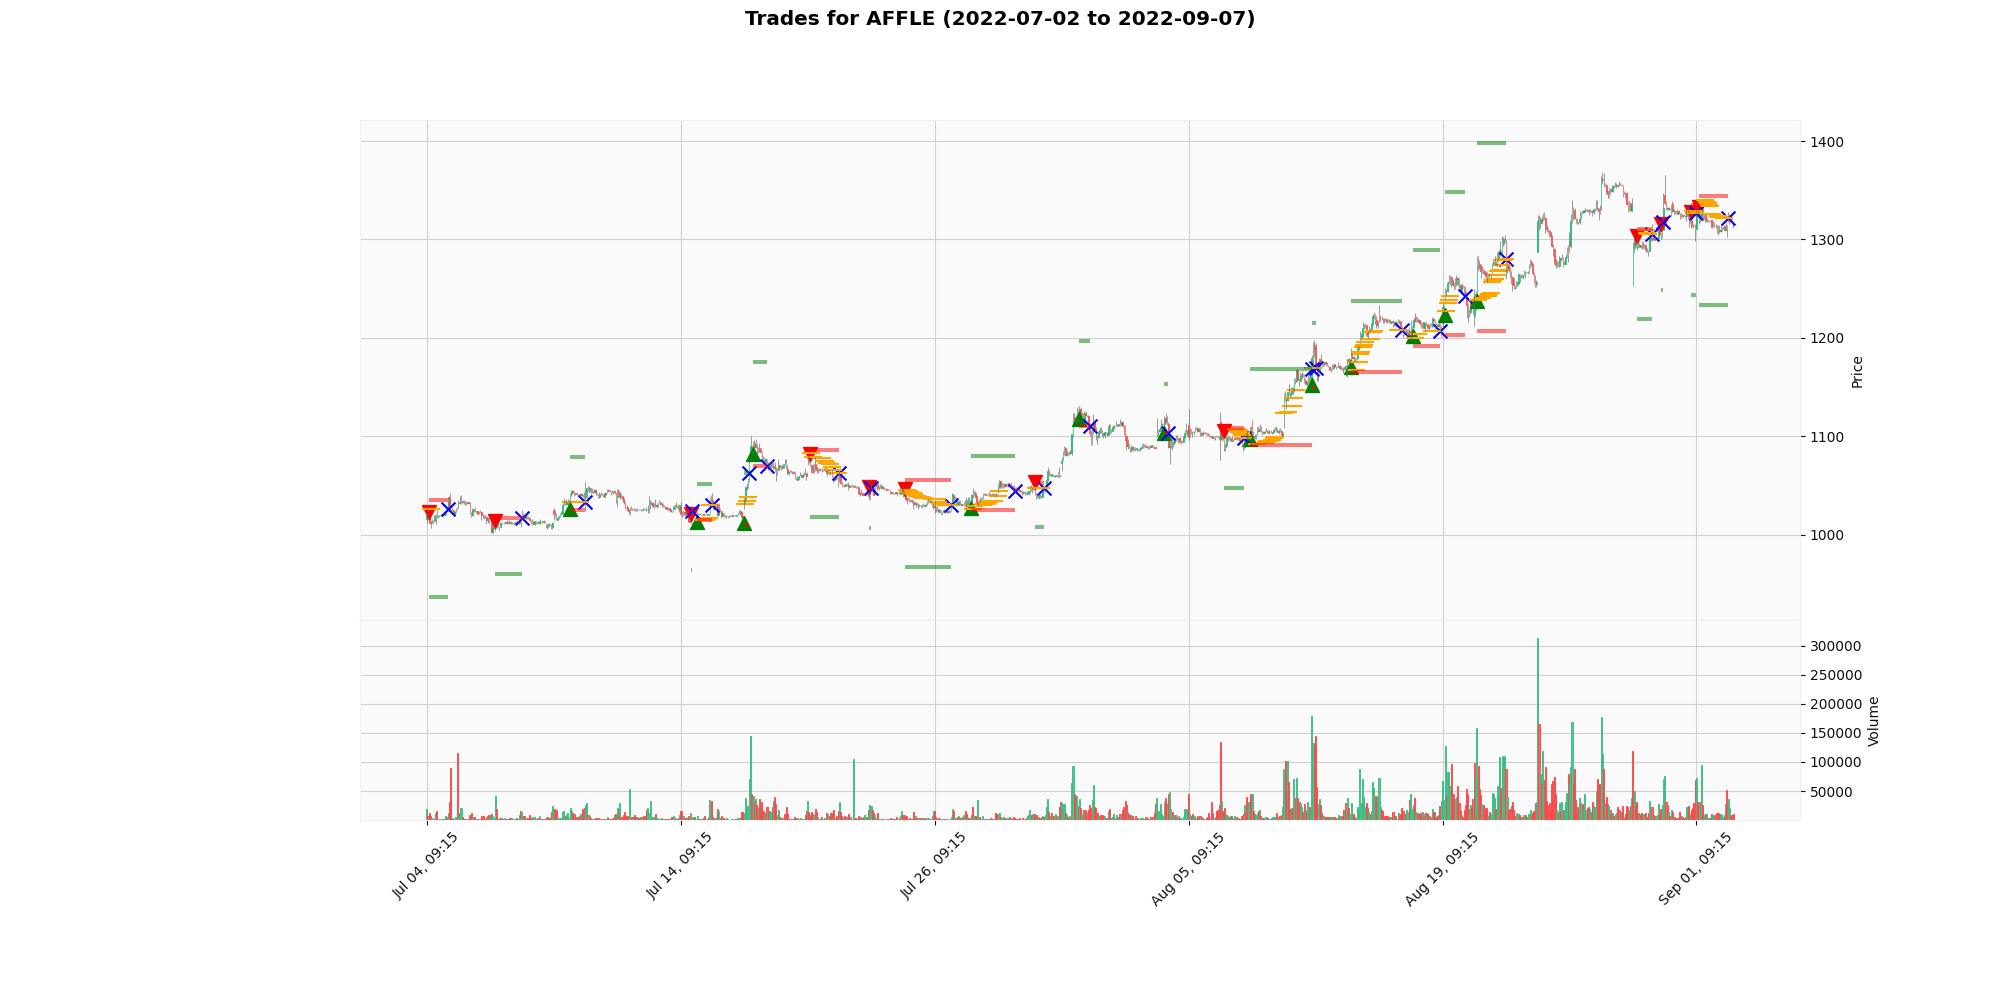 Trades for AFFLE (2022-07-02 to 2022-09-07)
1400
1300
1200
1100
1000
Price
300000
250000
200000
150000
100000
50000
Volume
Jul 04, 09:15
Jul 14, 09:15
Jul 26, 09:15
Aug 05, 09:15
Aug 19, 09:15
Sep 01, 09:15